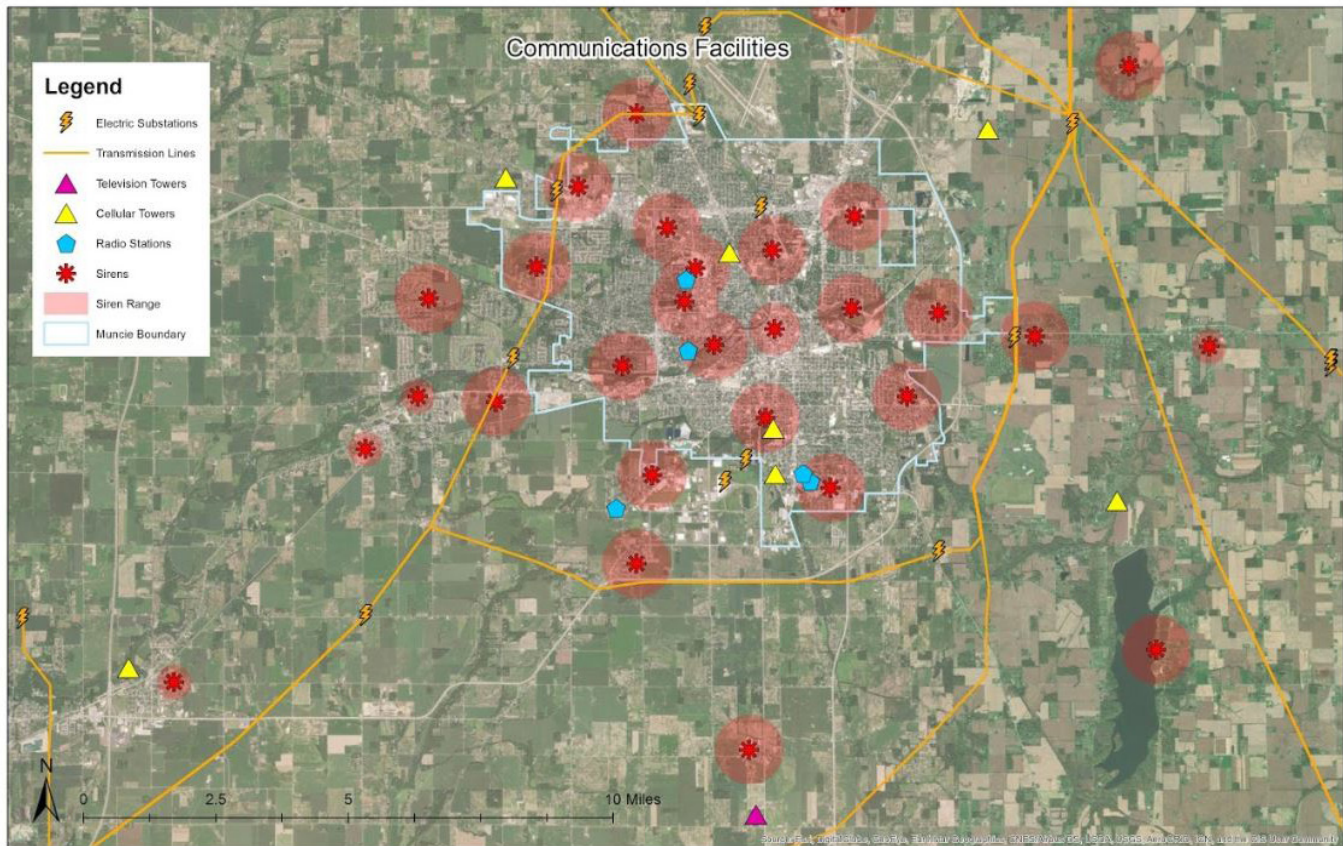 Communications Facilities
Legend
Electric Substations
Transmission Lines
Television Towers
Cellular Towers
Radio Stations
Sirens
Siren Range
Muncie Boundary
N
0 2.5 5 10 Miles